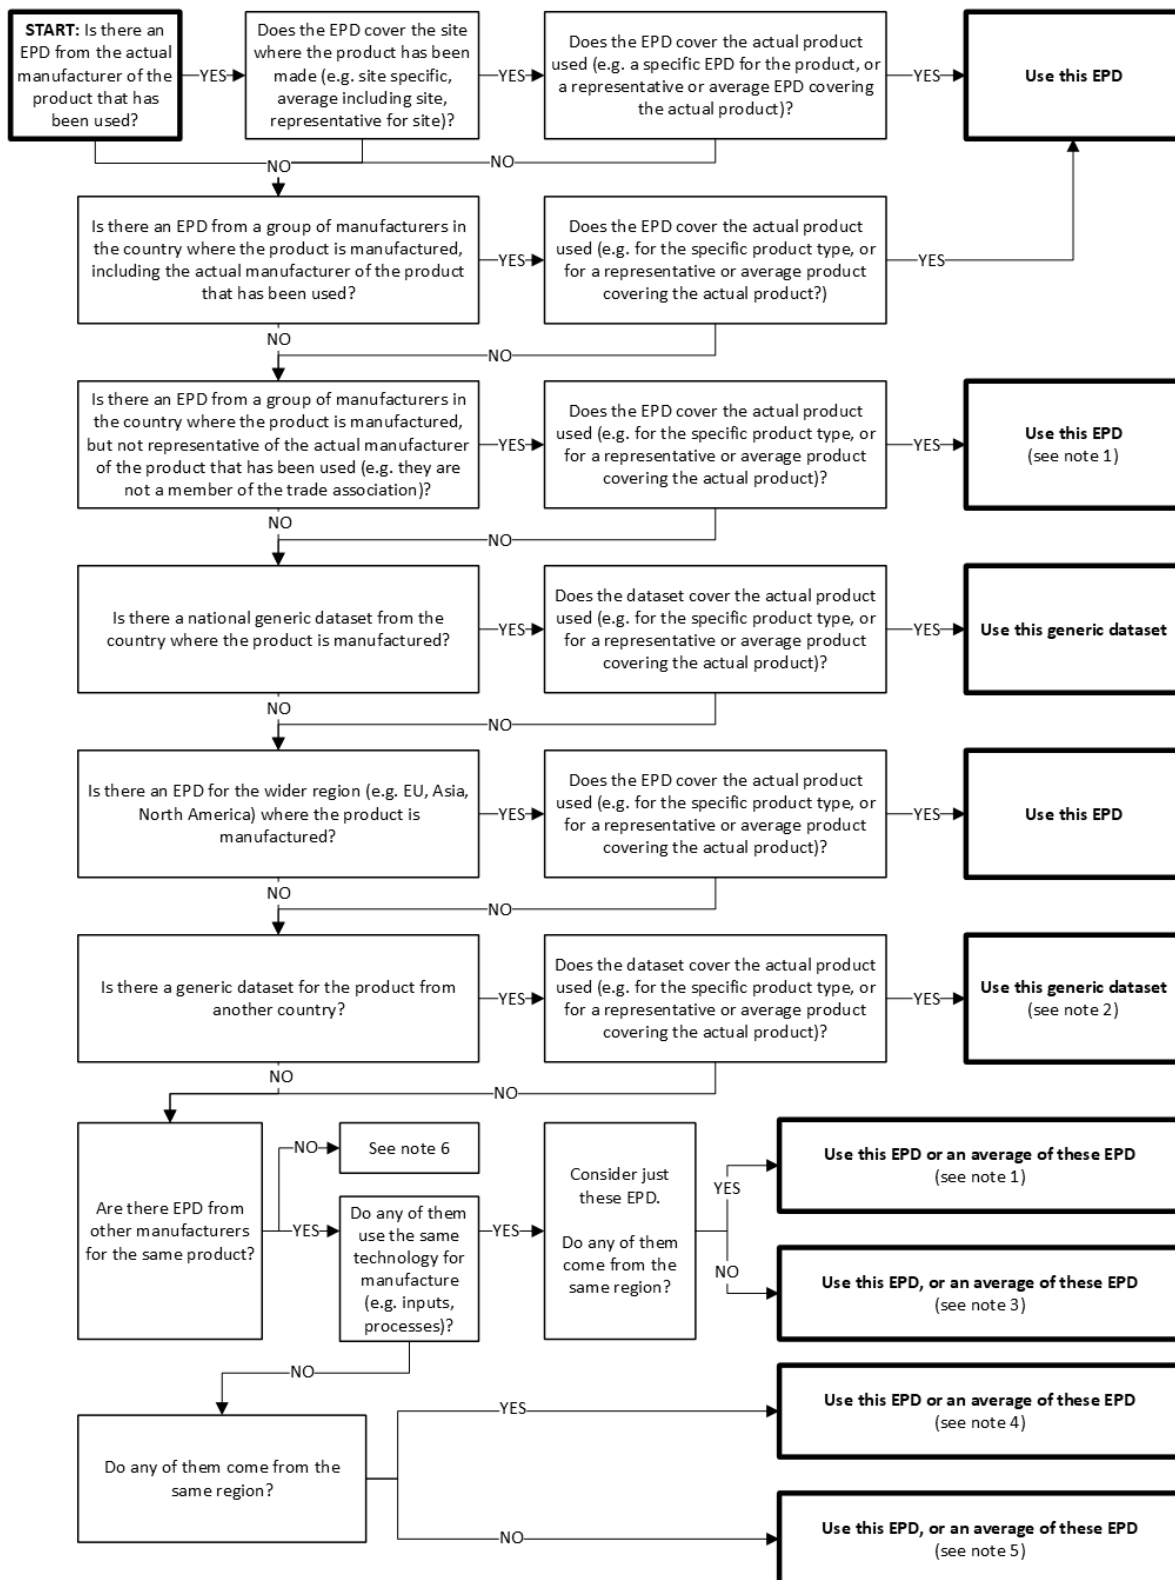 START: Is there an
EPD from the actual
manufacturer of the
product that has
been used?
YES
Does the EPD cover the site
where the product has been
made (e.g. site specific,
average including site,
representative for site)?
YES
Does the EPD cover the actual product
used (e.g. a specific EPD for the product, or
a representative or average EPD covering
the actual product)?
YES
Use this EPD
NO
NO
Is there an EPD from a group of manufacturers in
the country where the product is manufactured,
including the actual manufacturer of the product
that has been used?
YES
Does the EPD cover the actual product
used (e.g. for the specific product type, or
for a representative or average product
covering the actual product?)
YES
NO
NO
Is there an EPD from a group of manufacturers in
the country where the product is manufactured,
but not representative of the actual manufacturer
of the product that has been used (e.g. they are
not a member of the trade association)?
YES
Does the EPD cover the actual product
used (e.g. for the specific product type, or
for a representative or average product
covering the actual product)?
YES
Use this EPD
(see note 1)
NO
NO
Is there a national generic dataset from the
country where the product is manufactured?
YES
Does the dataset cover the actual product
used (e.g. for the specific product type, or
for a representative or average product
covering the actual product)?
YES
Use this generic dataset
NO
NO
Is there an EPD for the wider region (e.g. EU, Asia,
North America) where the product is
manufactured?
YES
Does the EPD cover the actual product
used (e.g. for the specific product type, or
for a representative or average product
covering the actual product)?
YES
Use this EPD
NO
NO
Is there a generic dataset for the product from
another country?
YES
Does the dataset cover the actual product
used (e.g. for the specific product type, or
for a representative or average product
covering the actual product)?
YES
Use this generic dataset
(see note 2)
NO
NO
Are there EPD from
other manufacturers
for the same product?
NO
See note 6
YES
Do any of them
use the same
technology for
manufacture
(e.g. inputs,
processes)?
YES
Consider just
these EPD.
Do any of them
come from the
same region?
YES
Use this EPD or an average of these EPD
(see note 1)
NO
Use this EPD, or an average of these EPD
(see note 3)
NO
Do any of them come from the
same region?
YES
Use this EPD or an average of these EPD
(see note 4)
NO
Use this EPD, or an average of these EPD
(see note 5)